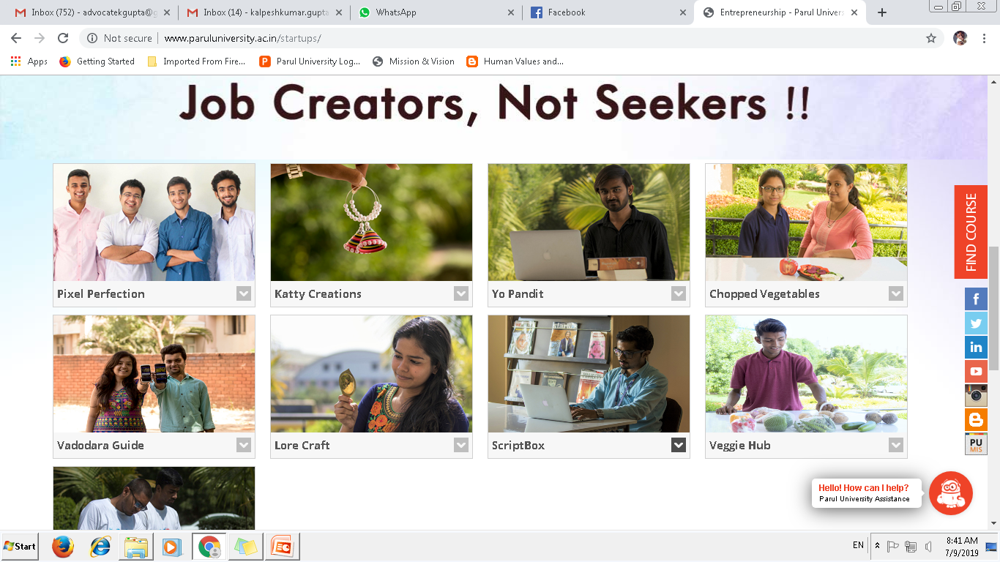 Inbox (752) - advocatekgupta@g
Inbox (14) - kalpeshkumar.gupta
WhatsApp
Facebook
Entrepreneurship - Parul Univers
Not secure | www.paruluniversity.ac.in/startups/
Apps
Getting Started
Imported From Fire...
Parul University Log...
Mission & Vision
Human Values and...
Job Creators, Not Seekers !!
Pixel Perfection
Katty Creations
Yo Pandit
Chopped Vegetables
FIND COURSE
Vadodara Guide
Lore Craft
ScriptBox
Veggie Hub
PU
MIS
Hello! How can I help?
Parul University Assistance
Start
EN
8:41 AM
7/9/2019